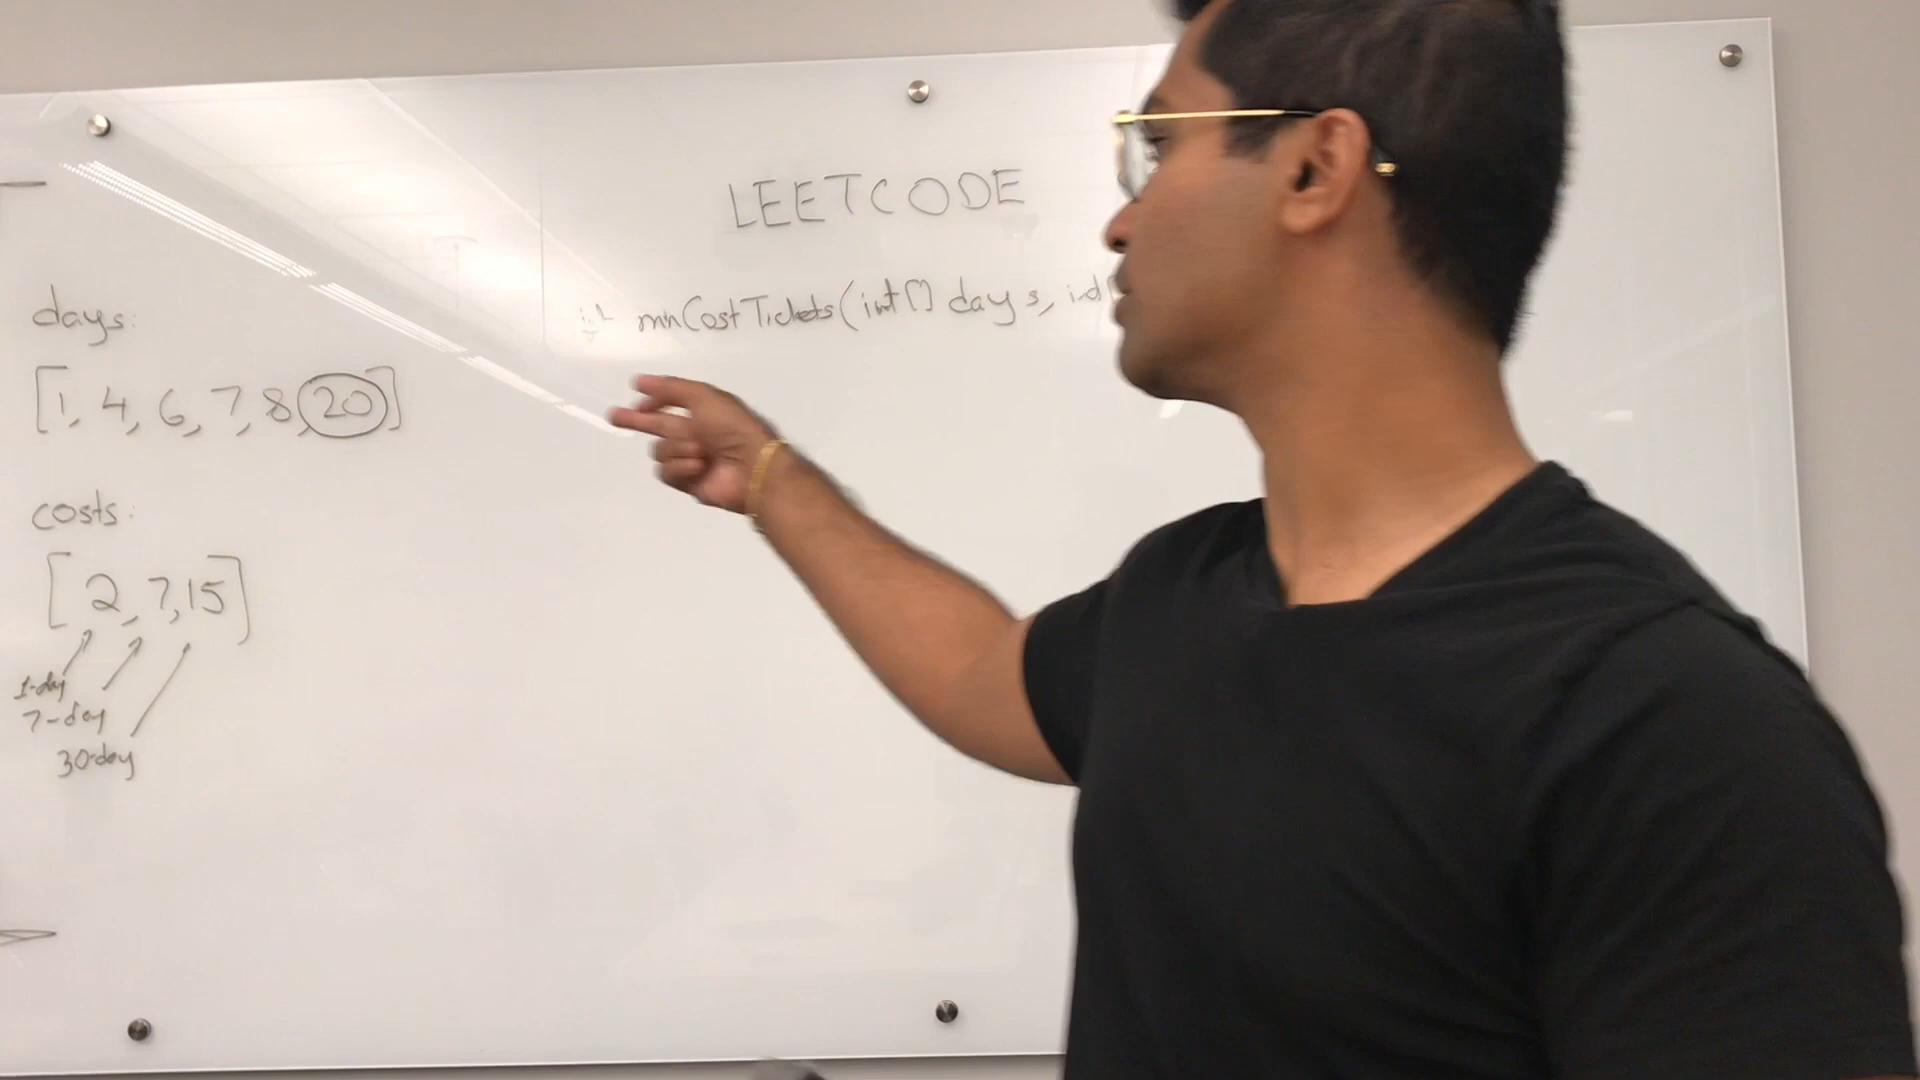 LEETCODE
int minCostTickets(int[] days, int[
days:
[1, 4, 6, 7, 8, 20]
costs:
[2, 7, 15]
1-day
7-day
30-day